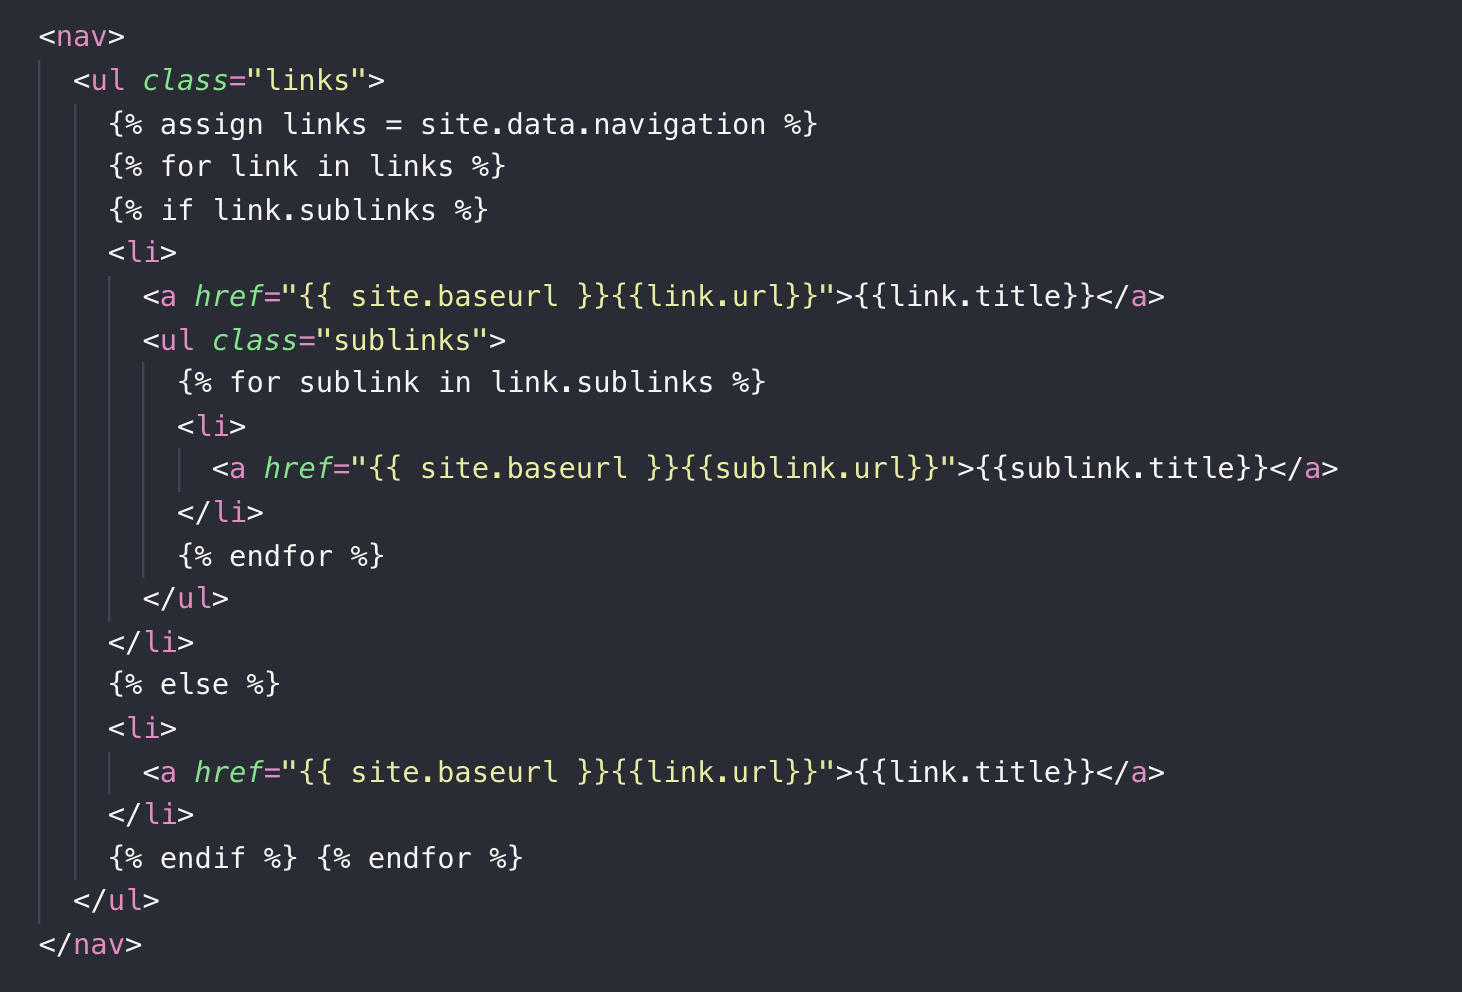 <nav>
<ul class="links">
{% assign links = site.data.navigation %}
{% for link in links %}
{% if link.sublinks %}
<li>
<a href="{{ site.baseurl }}{{link.url}}">{{link.title}}</a>
<ul class="sublinks">
{% for sublink in link.sublinks %}
<li>
<a href="{{ site.baseurl }}{{sublink.url}}">{{sublink.title}}</a>
</li>
{% endfor %}
</ul>
</li>
{% else %}
<li>
<a href="{{ site.baseurl }}{{link.url}}">{{link.title}}</a>
</li>
{% endif %} {% endfor %}
</ul>
</nav>